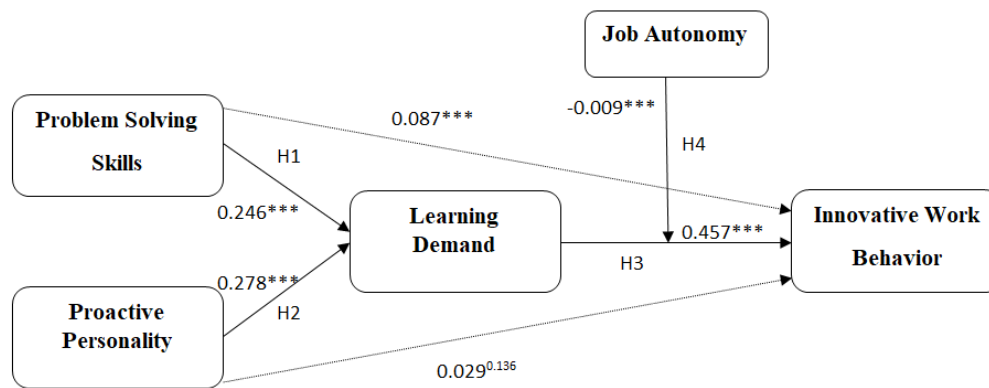 Job Autonomy
Problem Solving
Skills
0.087***
-0.009***
H1
H4
0.246***
Learning
Demand
0.457***
Innovative Work
Behavior
H3
0.278***
H2
Proactive
Personality
0.029^0.136